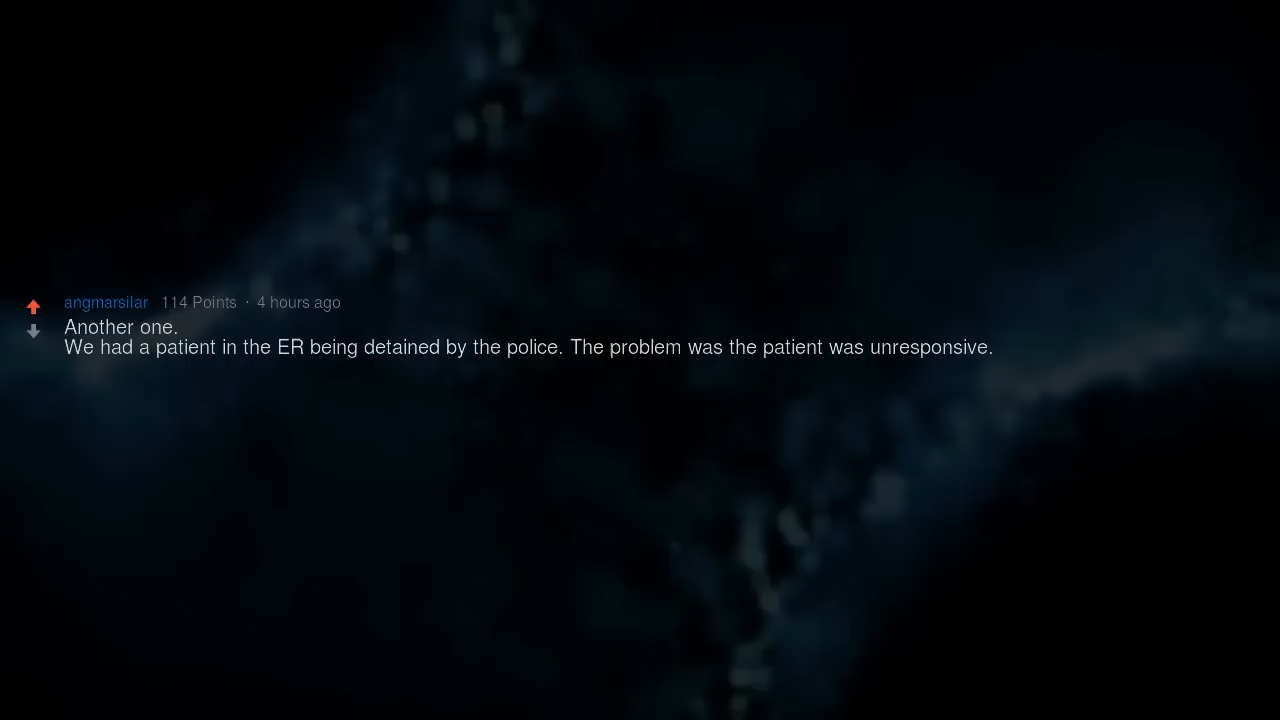 angmarsilar 114 Points · 4 hours ago
Another one.
We had a patient in the ER being detained by the police. The problem was the patient was unresponsive.